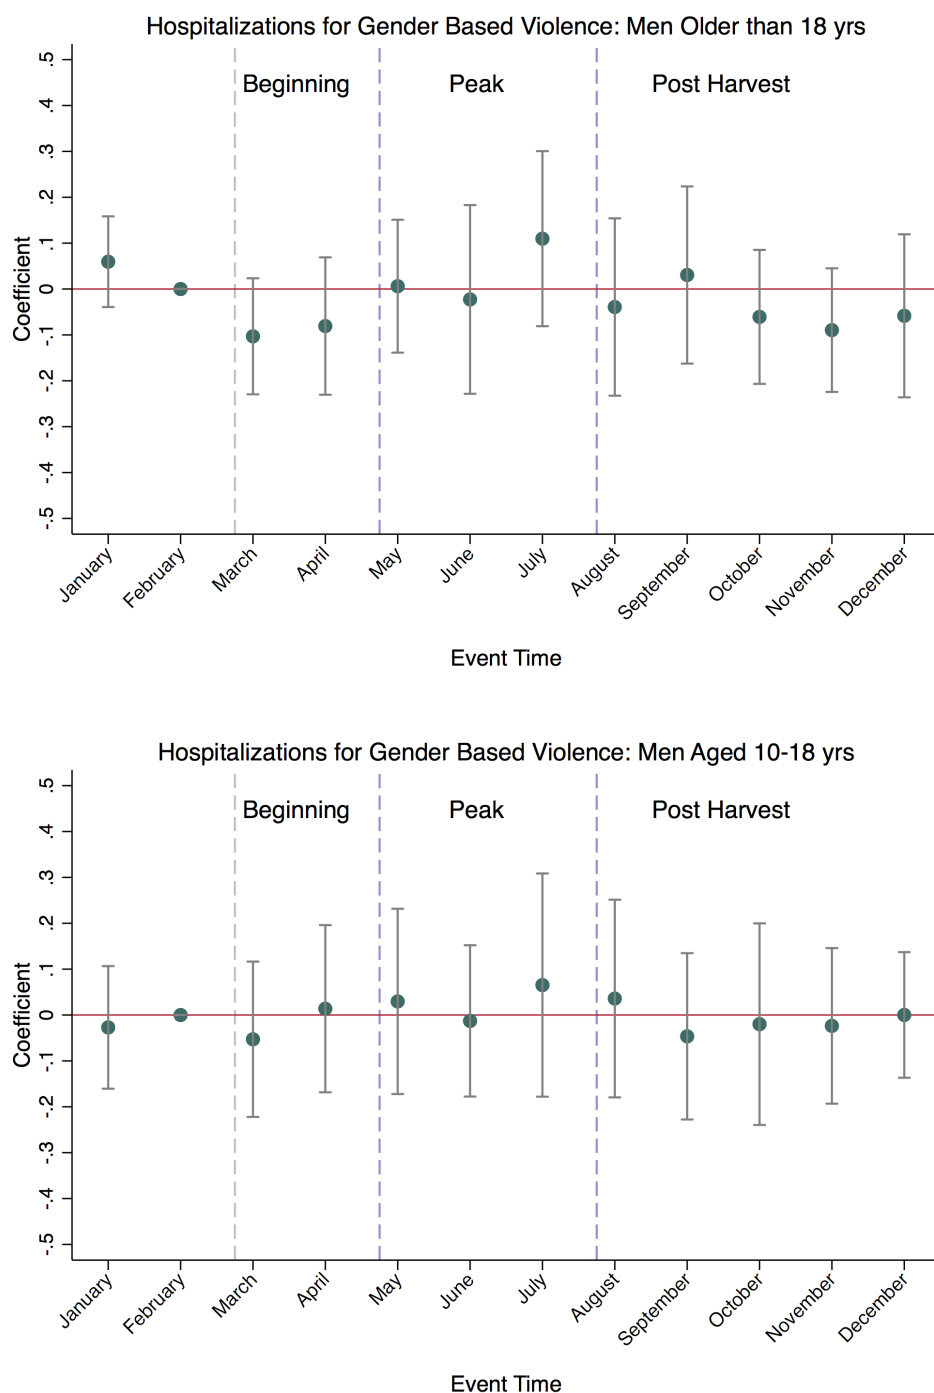 Hospitalizations for Gender Based Violence: Men Older than 18 yrs
Beginning Peak Post Harvest
.5
.4
.3
.2
.1
0
-.1
-.2
-.3
-.4
-.5
Coefficient
January February March April May June July August September October November December
Event Time
Hospitalizations for Gender Based Violence: Men Aged 10-18 yrs
Beginning Peak Post Harvest
.5
.4
.3
.2
.1
0
-.1
-.2
-.3
-.4
-.5
Coefficient
January February March April May June July August September October November December
Event Time